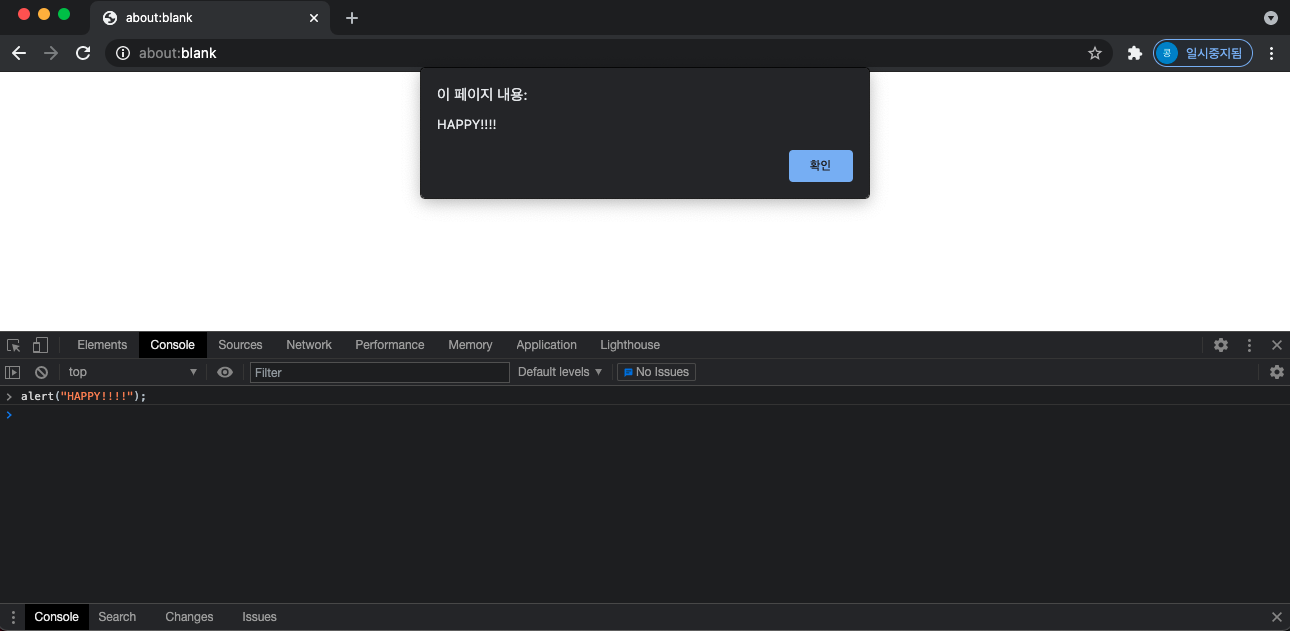 about:blank
about:blank
공 일시중지됨
이 페이지 내용:
HAPPY!!!!
확인
Elements Console Sources Network Performance Memory Application Lighthouse
top Filter Default levels No Issues
alert("HAPPY!!!!");
Console Search Changes Issues